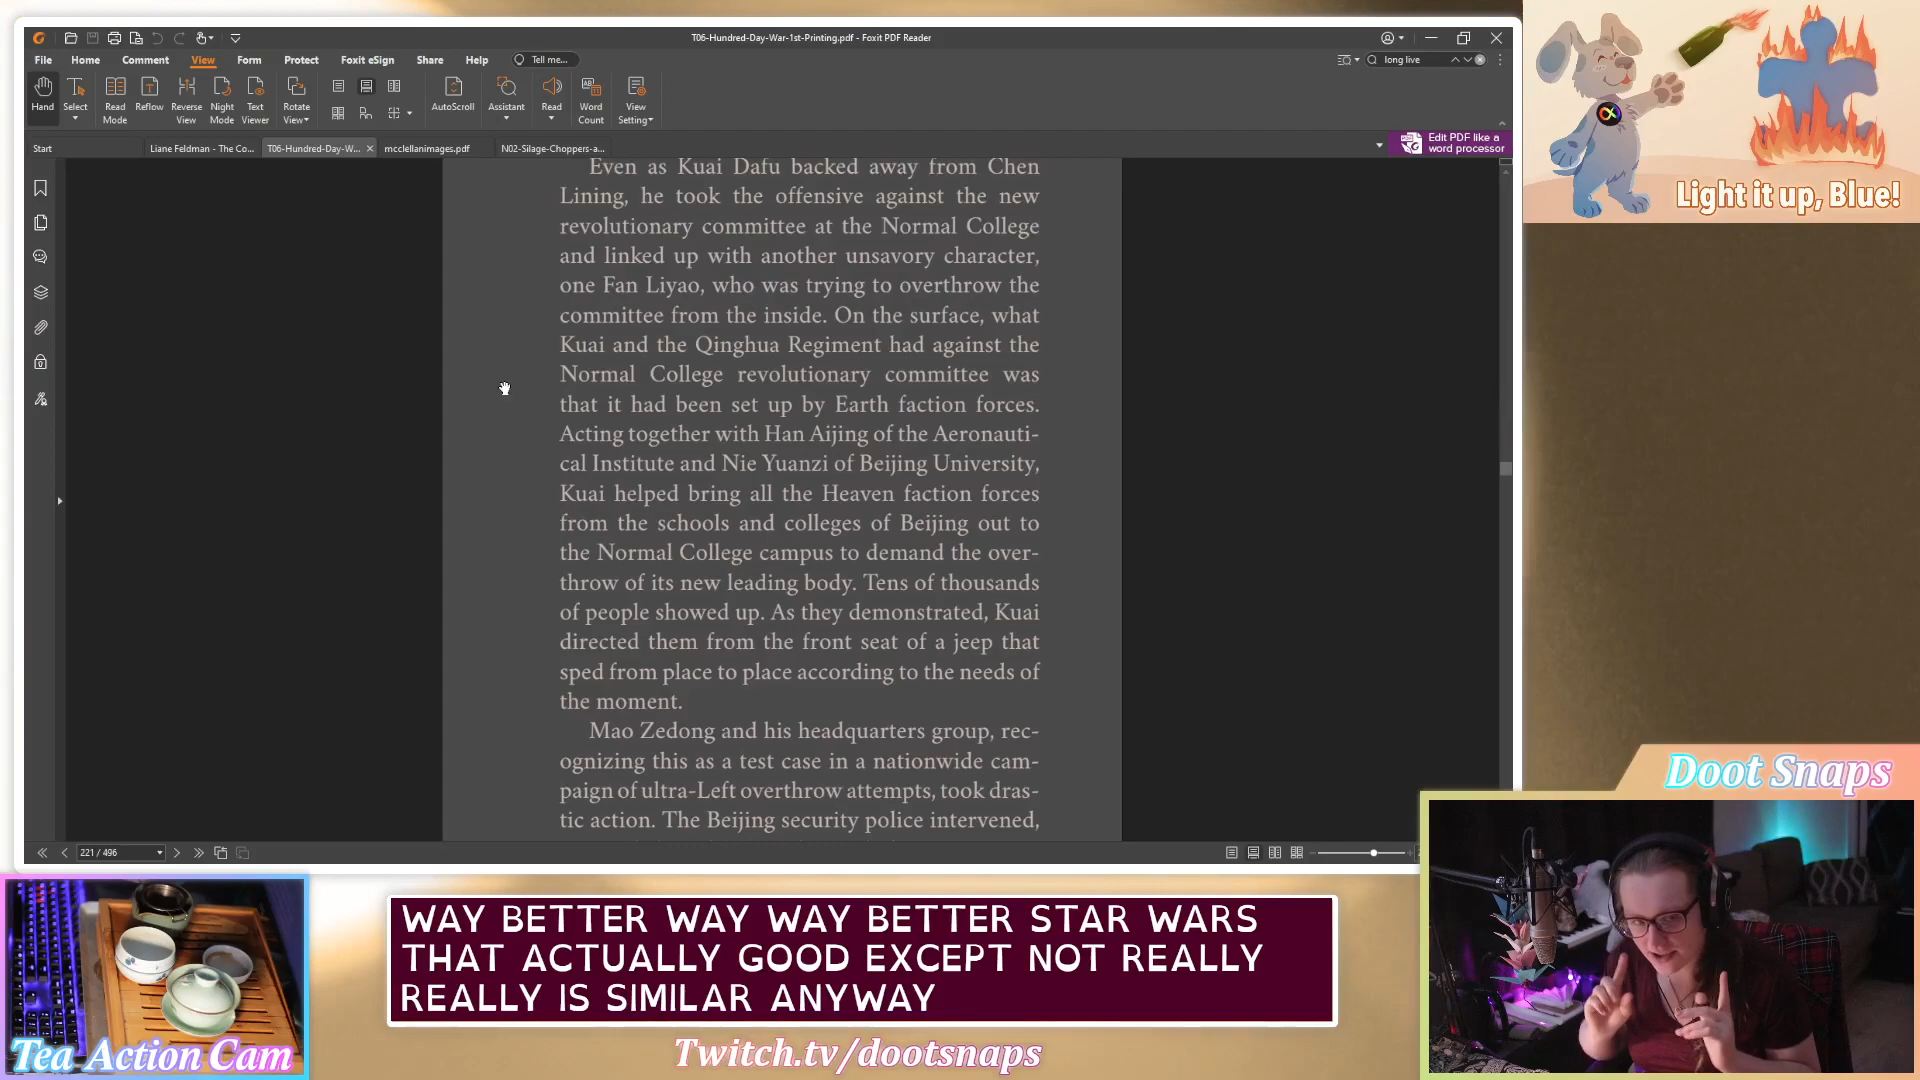 T06-Hundred-Day-War-1st-Printing.pdf - Foxit PDF Reader
File Home Comment View Form Protect Foxit eSign Share Help Tell me... long live
Hand Select Read Mode Reflow Reverse View Night Mode Text Viewer Rotate View AutoScroll Assistant Read Word Count View Setting
Start Liane Feldman - The Co... T06-Hundred-Day-W... mcclellanimages.pdf N02-Silage-Choppers-a...
Edit PDF like a
word processor
Even as Kuai Dafu backed away from Chen
Lining, he took the offensive against the new
revolutionary committee at the Normal College
and linked up with another unsavory character,
one Fan Liyao, who was trying to overthrow the
committee from the inside. On the surface, what
Kuai and the Qinghua Regiment had against the
Normal College revolutionary committee was
that it had been set up by Earth faction forces.
Acting together with Han Aijing of the Aeronauti-
cal Institute and Nie Yuanzi of Beijing University,
Kuai helped bring all the Heaven faction forces
from the schools and colleges of Beijing out to
the Normal College campus to demand the over-
throw of its new leading body. Tens of thousands
of people showed up. As they demonstrated, Kuai
directed them from the front seat of a jeep that
sped from place to place according to the needs of
the moment.
Mao Zedong and his headquarters group, rec-
ognizing this as a test case in a nationwide cam-
paign of ultra-Left overthrow attempts, took dras-
tic action. The Beijing security police intervened,
221 / 496
Light it up, Blue!
Doot Snaps
Tea Action Cam
WAY BETTER WAY WAY BETTER STAR WARS
THAT ACTUALLY GOOD EXCEPT NOT REALLY
REALLY IS SIMILAR ANYWAY
Twitch.tv/dootsnaps